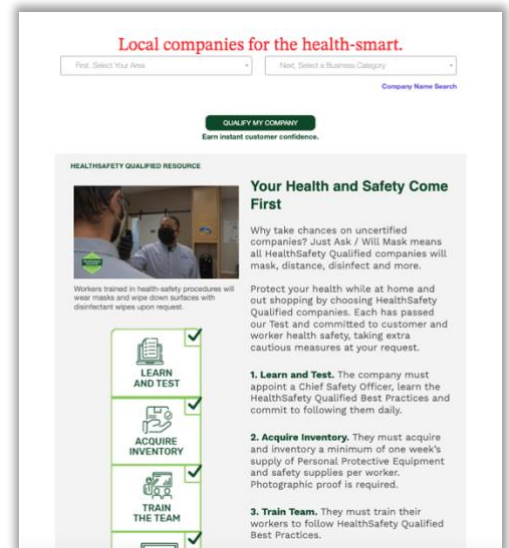 Local companies for the health-smart.
First, Select Your Area
Next, Select a Business Category
Company Name Search
QUALIFY MY COMPANY
Earn instant customer confidence.
HEALTHSAFETY QUALIFIED RESOURCE
Workers trained in health-safety procedures will
wear masks and wipe down surfaces with
disinfectant wipes upon request.
LEARN
AND TEST
ACQUIRE
INVENTORY
TRAIN
THE TEAM
Your Health and Safety Come
First
Why take chances on uncertified
companies? Just Ask / Will Mask means
all HealthSafety Qualified companies will
mask, distance, disinfect and more.
Protect your health while at home and
out shopping by choosing HealthSafety
Qualified companies. Each has passed
our Test and committed to customer and
worker health safety, taking extra
cautious measures at your request.
1. Learn and Test. The company must
appoint a Chief Safety Officer, learn the
HealthSafety Qualified Best Practices and
commit to following them daily.
2. Acquire Inventory. They must acquire
and inventory a minimum of one week's
supply of Personal Protective Equipment
and safety supplies per worker.
Photographic proof is required.
3. Train Team. They must train their
workers to follow HealthSafety Qualified
Best Practices.